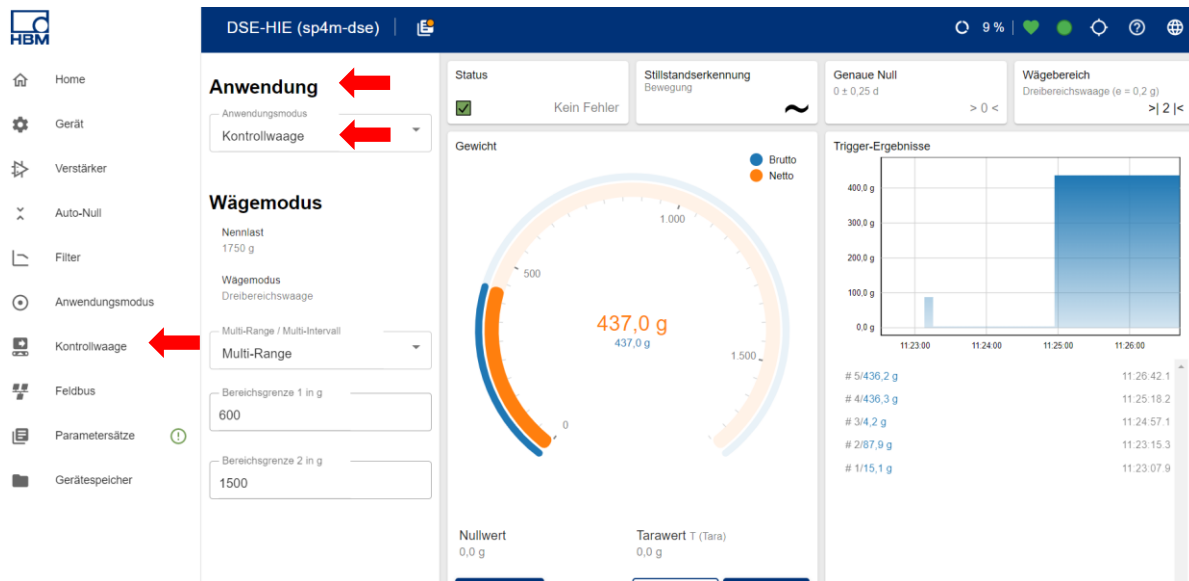 HBM
DSE-HIE (sp4m-dse)
9 %
Home
Gerät
Verstärker
Auto-Null
Filter
Anwendungsmodus
Kontrollwaage
Feldbus
Parametersätze
Gerätespeicher
Anwendung
Anwendungsmodus
Kontrollwaage
Wägemodus
Nennlast
1750 g
Wägemodus
Dreibereichswaage
Multi-Range / Multi-Intervall
Multi-Range
Bereichsgrenze 1 in g
600
Bereichsgrenze 2 in g
1500
Status
Kein Fehler
Stillstandserkennung
Bewegung
~
Genaue Null
0 ± 0,25 d
> 0 <
Wägebereich
Dreibereichswaage (e = 0,2 g)
>| 2 |<
Gewicht
Brutto
Netto
0
500
1.000
1.500
437,0 g
437,0 g
Nullwert
0,0 g
Tarawert T (Tara)
0,0 g
Trigger-Ergebnisse
400,0 g
300,0 g
200,0 g
100,0 g
0,0 g
11:23:00 11:24:00 11:25:00 11:26:00
# 5/436,2 g 11:26:42.1
# 4/436,3 g 11:25:18.2
# 3/4,2 g 11:24:57.1
# 2/87,9 g 11:23:15.3
# 1/15,1 g 11:23:07.9